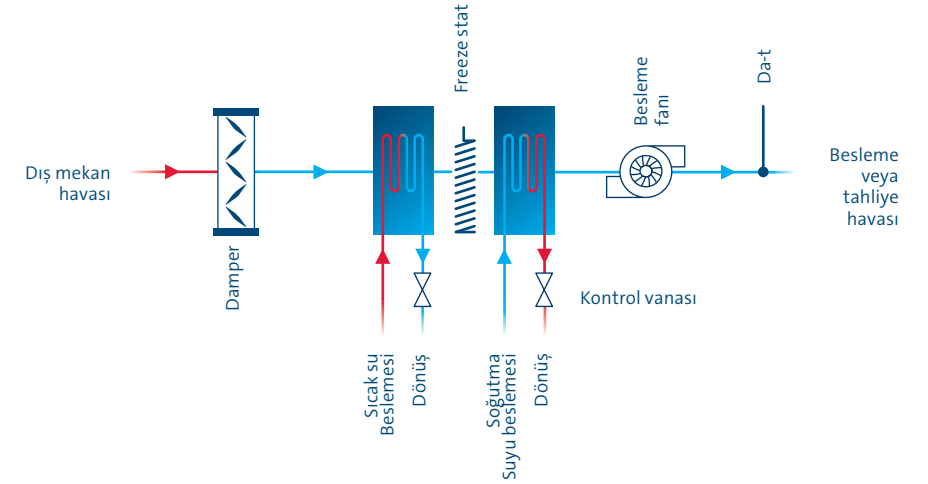 Dış mekan
havası
Damper
Freeze stat
Besleme
fanı
Da-t
Besleme
veya
tahliye
havası
Kontrol vanası
Sıcak su
Beslemesi
Dönüş
Soğutma
Suyu beslemesi
Dönüş